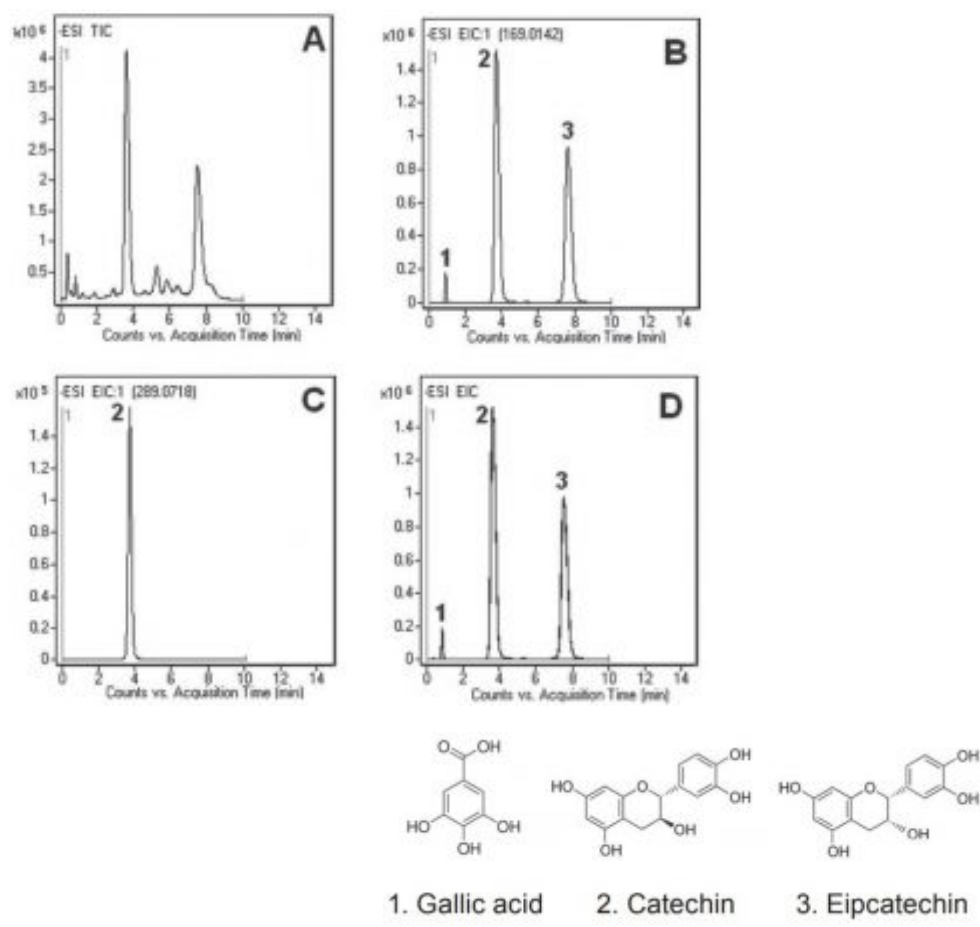 -ESI TIC
A
x10 6
1
4
3.5
3
2.5
2
1.5
1
0.5
0 2 4 6 8 10 12 14
Counts vs. Acquisition Time (min)
-ESI EIC:1 (169.0142)
B
x10 6
1
2
3
1
1.4
1.2
1
0.8
0.6
0.4
0.2
0
0 2 4 6 8 10 12 14
Counts vs. Acquisition Time (min)
-ESI EIC:1 (289.0718)
C
x10 5
1
2
1.4
1.2
1
0.8
0.6
0.4
0.2
0
0 2 4 6 8 10 12 14
Counts vs. Acquisition Time (min)
-ESI EIC
D
x10 6
1
2
3
1
1.4
1.2
1
0.8
0.6
0.4
0.2
0
0 2 4 6 8 10 12 14
Counts vs. Acquisition Time (min)
O OH
HO OH
OH
HO O OH
OH
OH
OH
HO O OH
OH
OH
OH
1. Gallic acid 2. Catechin 3. Eipcatechin